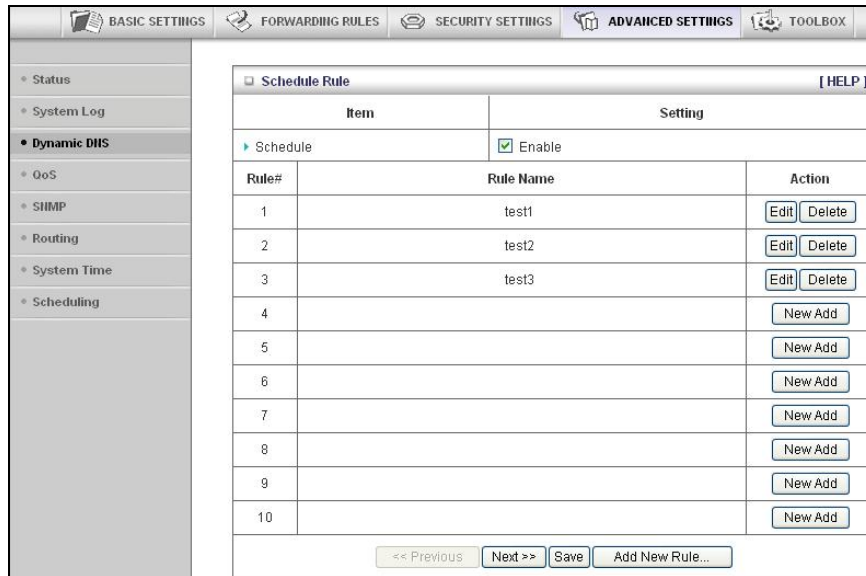 BASIC SETTINGS FORWARDING RULES SECURITY SETTINGS ADVANCED SETTINGS TOOLBOX
Status
System Log
Dynamic DNS
QoS
SNMP
Routing
System Time
Scheduling
Schedule Rule [ HELP ]
Item Setting
Schedule Enable
Rule# Rule Name Action
1 test1 Edit Delete
2 test2 Edit Delete
3 test3 Edit Delete
4 New Add
5 New Add
6 New Add
7 New Add
8 New Add
9 New Add
10 New Add
<< Previous Next >> Save Add New Rule...